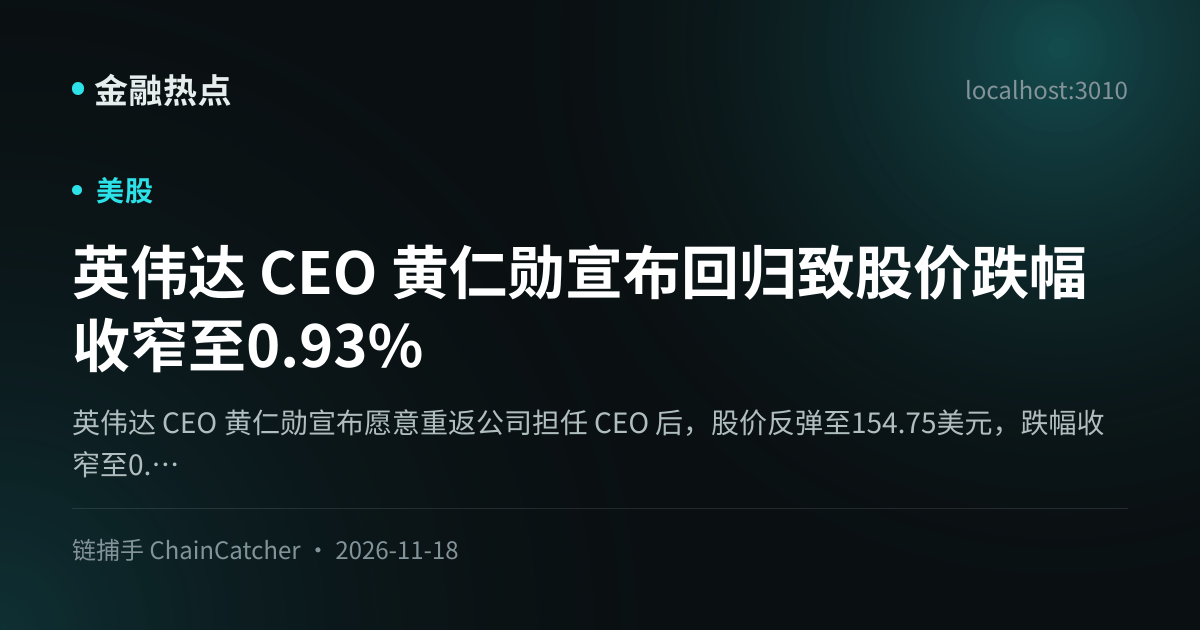 金融热点
localhost:3010
美股
英伟达 CEO 黄仁勋宣布回归致股价跌幅
收窄至0.93%
英伟达 CEO 黄仁勋宣布愿意重返公司担任 CEO 后，股价反弹至154.75美元，跌幅收
窄至0.…
链捕手 ChainCatcher · 2026-11-18